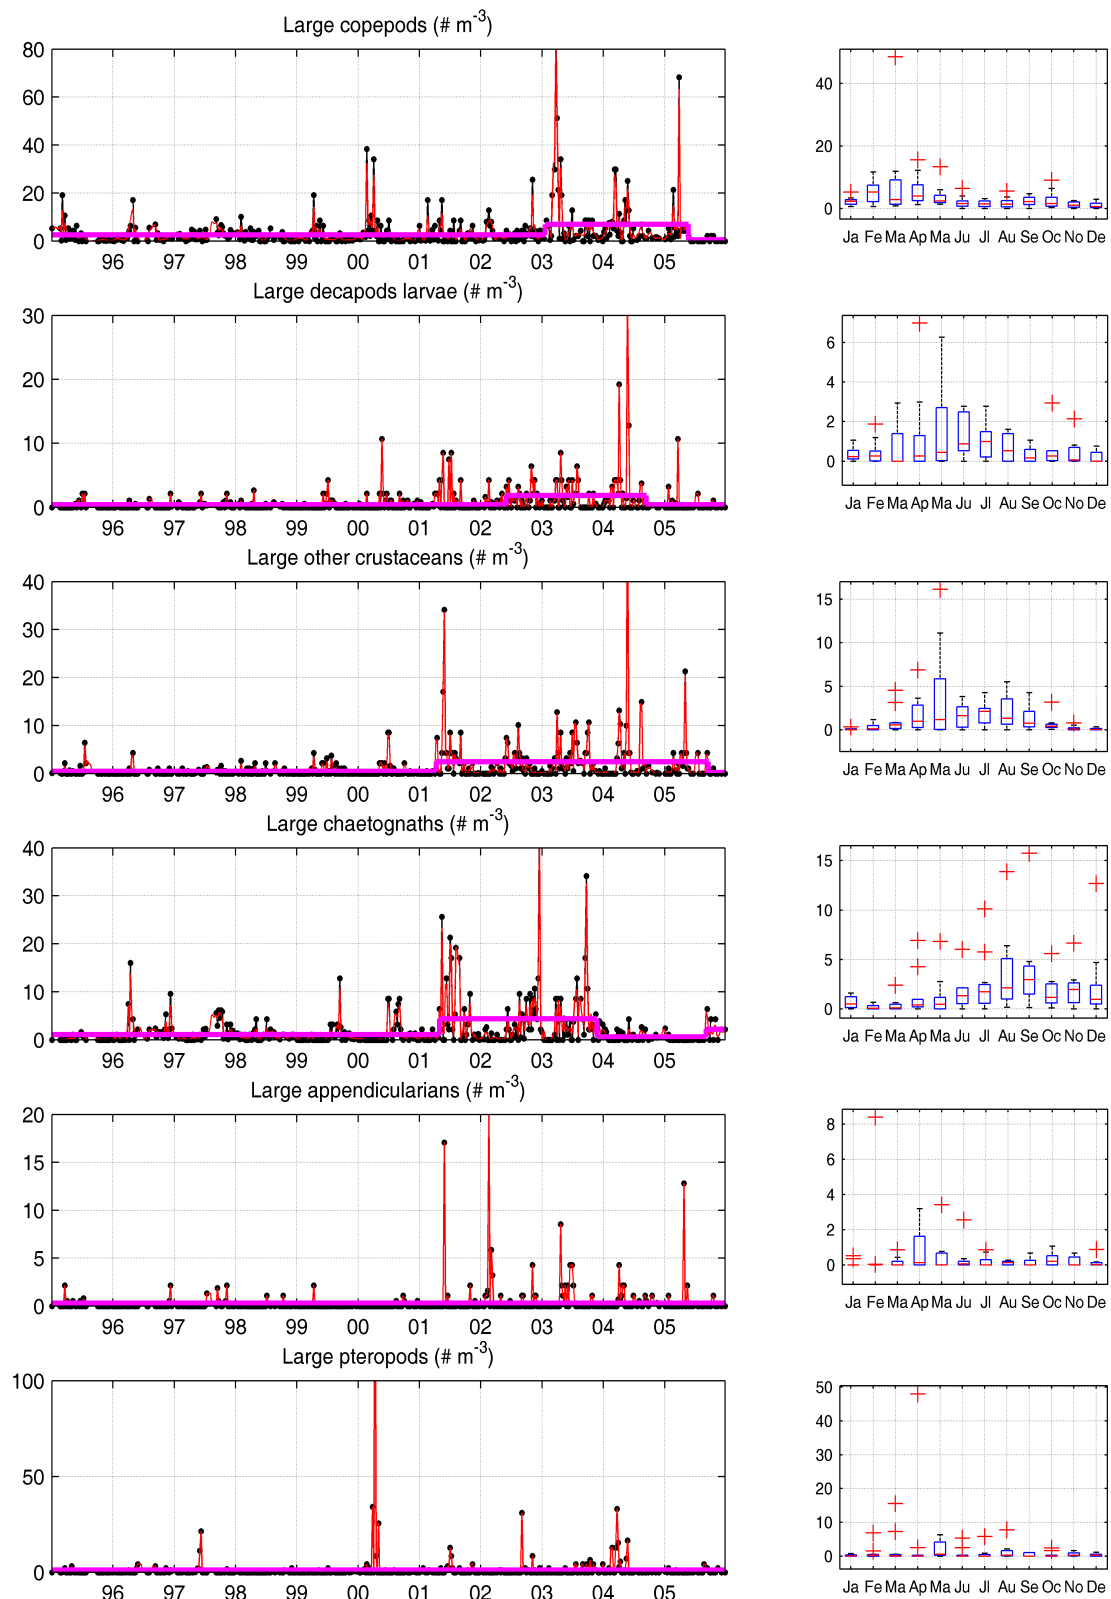 Large copepods (# m-3)
80
60
40
20
0
96 97 98 99 00 01 02 03 04 05
40
20
0
Ja Fe Ma Ap Ma Ju Jl Au Se Oc No De
Large decapods larvae (# m-3)
30
20
10
0
96 97 98 99 00 01 02 03 04 05
6
4
2
0
Ja Fe Ma Ap Ma Ju Jl Au Se Oc No De
Large other crustaceans (# m-3)
40
30
20
10
0
96 97 98 99 00 01 02 03 04 05
15
10
5
0
Ja Fe Ma Ap Ma Ju Jl Au Se Oc No De
Large chaetognaths (# m-3)
40
30
20
10
0
96 97 98 99 00 01 02 03 04 05
15
10
5
0
Ja Fe Ma Ap Ma Ju Jl Au Se Oc No De
Large appendicularians (# m-3)
20
15
10
5
0
96 97 98 99 00 01 02 03 04 05
8
6
4
2
0
Ja Fe Ma Ap Ma Ju Jl Au Se Oc No De
Large pteropods (# m-3)
100
50
0
96 97 98 99 00 01 02 03 04 05
50
40
30
20
10
0
Ja Fe Ma Ap Ma Ju Jl Au Se Oc No De